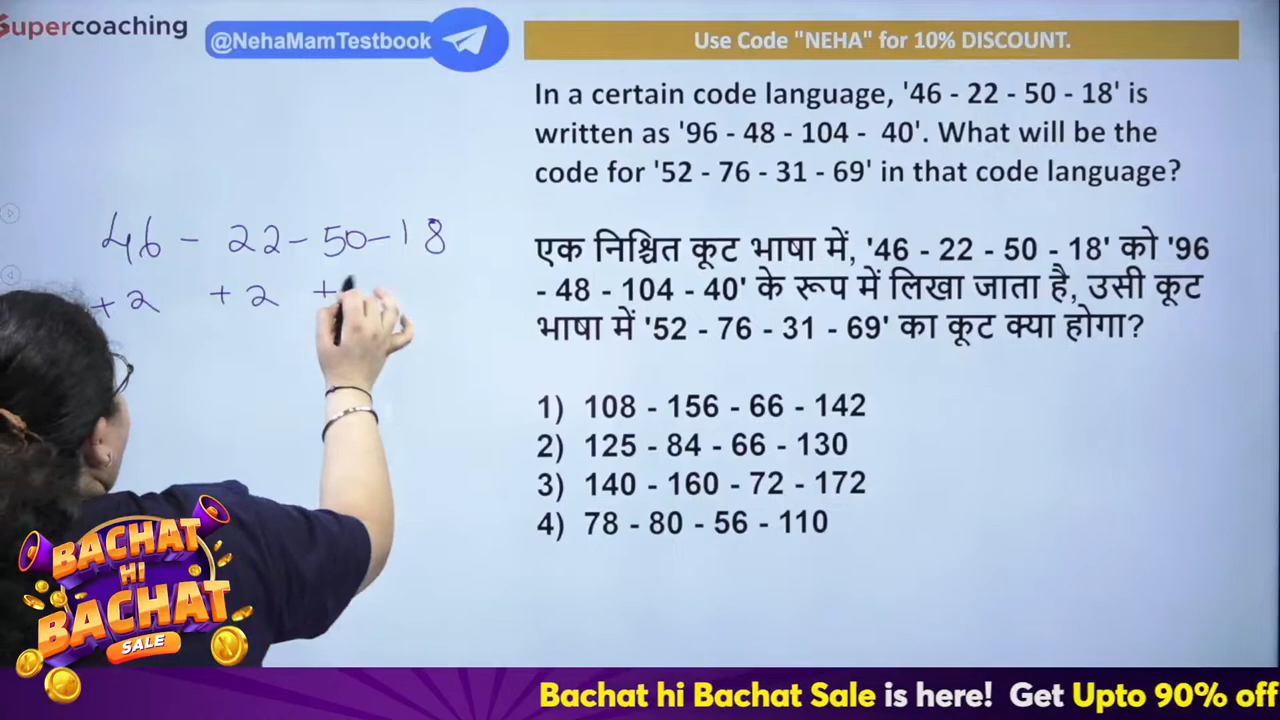 Supercoaching
@NehaMamTestbook
Use Code "NEHA" for 10% DISCOUNT.
In a certain code language, '46 - 22 - 50 - 18' is
written as '96 - 48 - 104 -  40'. What will be the
code for '52 - 76 - 31 - 69' in that code language?
एक निश्चित कूट भाषा में, '46 - 22 - 50 - 18' को '96
- 48 - 104 - 40' के रूप में लिखा जाता है, उसी कूट
भाषा में '52 - 76 - 31 - 69' का कूट क्या होगा?
1) 108 - 156 - 66 - 142
2) 125 - 84 - 66 - 130
3) 140 - 160 - 72 - 172
4) 78 - 80 - 56 - 110
46 - 22 - 50 - 18
+2 +2 +
BACHAT
HI
BACHAT
SALE
Bachat hi Bachat Sale is here! Get Upto 90% off